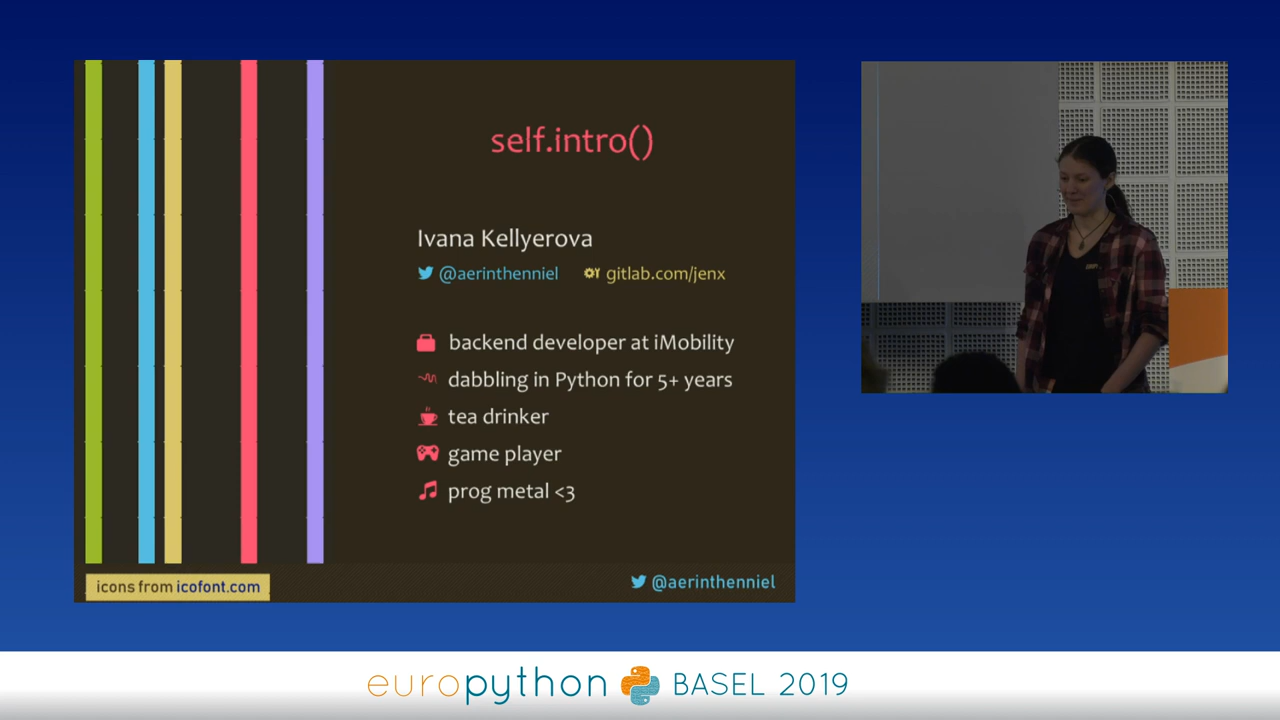 self.intro()
Ivana Kellyerova
@aerinthenniel gitlab.com/jenx
backend developer at iMobility
dabbling in Python for 5+ years
tea drinker
game player
prog metal <3
icons from icofont.com
@aerinthenniel
europython BASEL 2019